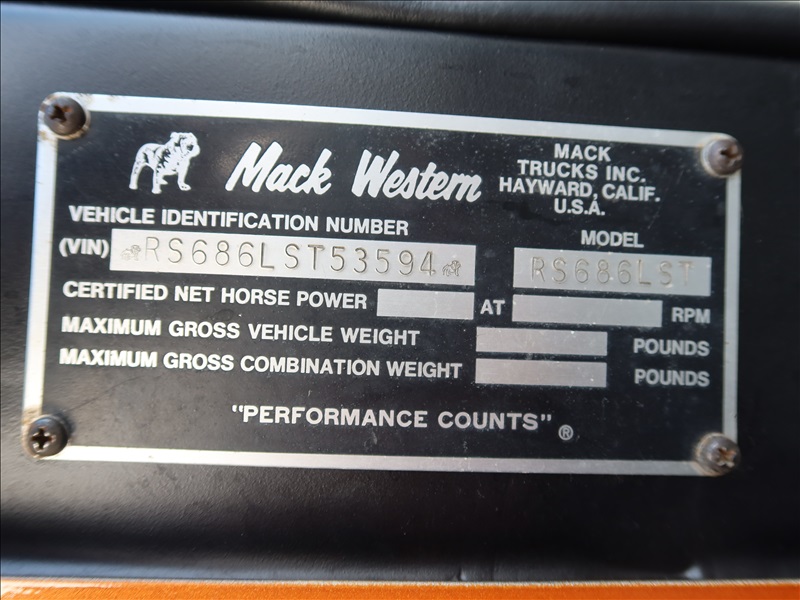 Mack Western
MACK
TRUCKS INC.
HAYWARD, CALIF.
U.S.A.
VEHICLE IDENTIFICATION NUMBER
(VIN) RS686LST53594
MODEL
RS686LST
CERTIFIED NET HORSE POWER AT RPM
MAXIMUM GROSS VEHICLE WEIGHT POUNDS
MAXIMUM GROSS COMBINATION WEIGHT POUNDS
"PERFORMANCE COUNTS" ®